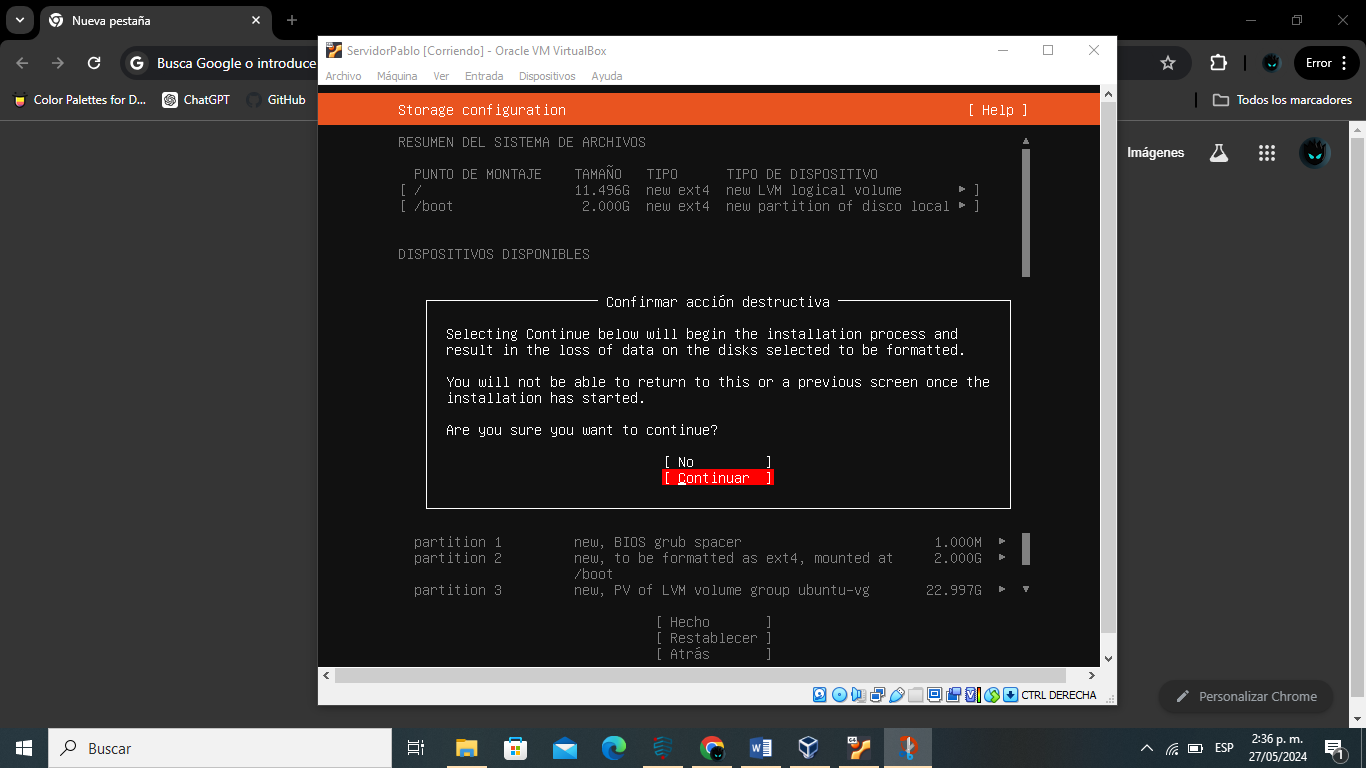 Nueva pestaña
Busca Google o introduce
Error
Color Palettes for D...
ChatGPT
GitHub
Todos los marcadores
Imágenes
ServidorPablo [Corriendo] - Oracle VM VirtualBox
Archivo Máquina Ver Entrada Dispositivos Ayuda
Storage configuration [ Help ]
RESUMEN DEL SISTEMA DE ARCHIVOS
PUNTO DE MONTAJE TAMAÑO TIPO TIPO DE DISPOSITIVO
[ / 11.496G new ext4 new LVM logical volume ▸ ]
[ /boot 2.000G new ext4 new partition of disco local ▸ ]
DISPOSITIVOS DISPONIBLES
Confirmar acción destructiva
Selecting Continue below will begin the installation process and
result in the loss of data on the disks selected to be formatted.
You will not be able to return to this or a previous screen once the
installation has started.
Are you sure you want to continue?
[ No ]
[ Continuar ]
partition 1 new, BIOS grub spacer 1.000M ▸
partition 2 new, to be formatted as ext4, mounted at 2.000G ▸
/boot
partition 3 new, PV of LVM volume group ubuntu-vg 22.997G ▸
[ Hecho ]
[ Restablecer ]
[ Atrás ]
CTRL DERECHA
Personalizar Chrome
Buscar
ESP
2:36 p. m.
27/05/2024
1